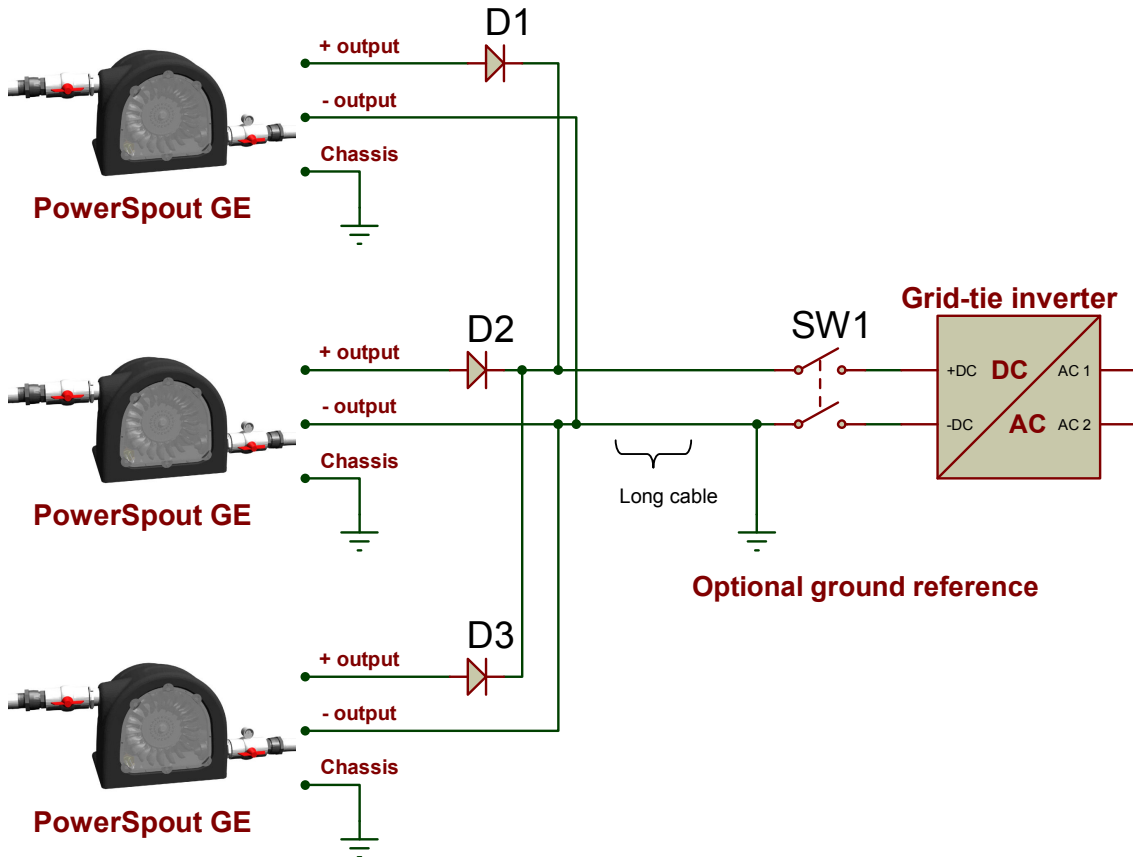 D1
+ output
- output
Chassis
PowerSpout GE
D2
+ output
- output
Chassis
PowerSpout GE
SW1
Grid-tie inverter
+DC DC AC 1
-DC AC AC 2
Long cable
Optional ground reference
D3
+ output
- output
Chassis
PowerSpout GE